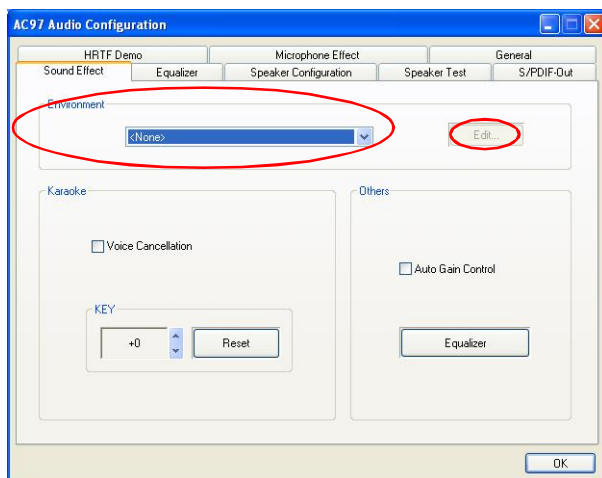 AC97 Audio Configuration
HRTF Demo Microphone Effect General
Sound Effect Equalizer Speaker Configuration Speaker Test S/PDIF-Out
Environment
<None> Edit...
Karaoke Others
Voice Cancellation
Auto Gain Control
KEY
+0 Reset Equalizer
OK